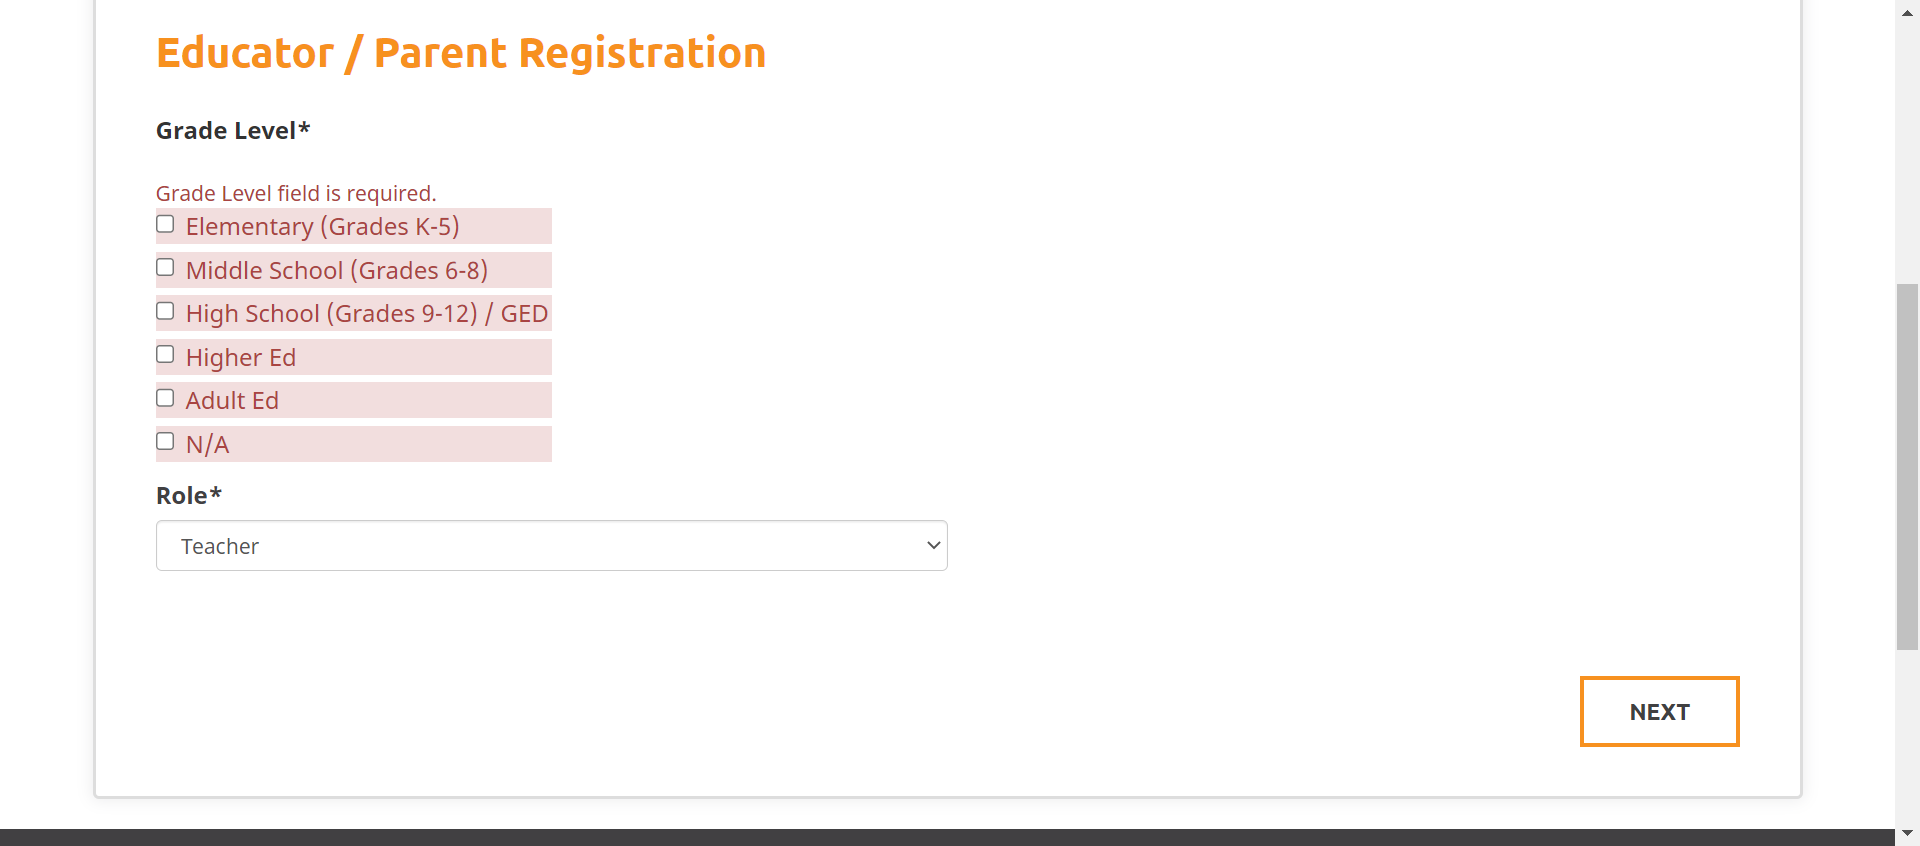 Educator / Parent Registration
Grade Level*
Grade Level field is required.
Elementary (Grades K-5)
Middle School (Grades 6-8)
High School (Grades 9-12) / GED
Higher Ed
Adult Ed
N/A
Role*
Teacher
NEXT